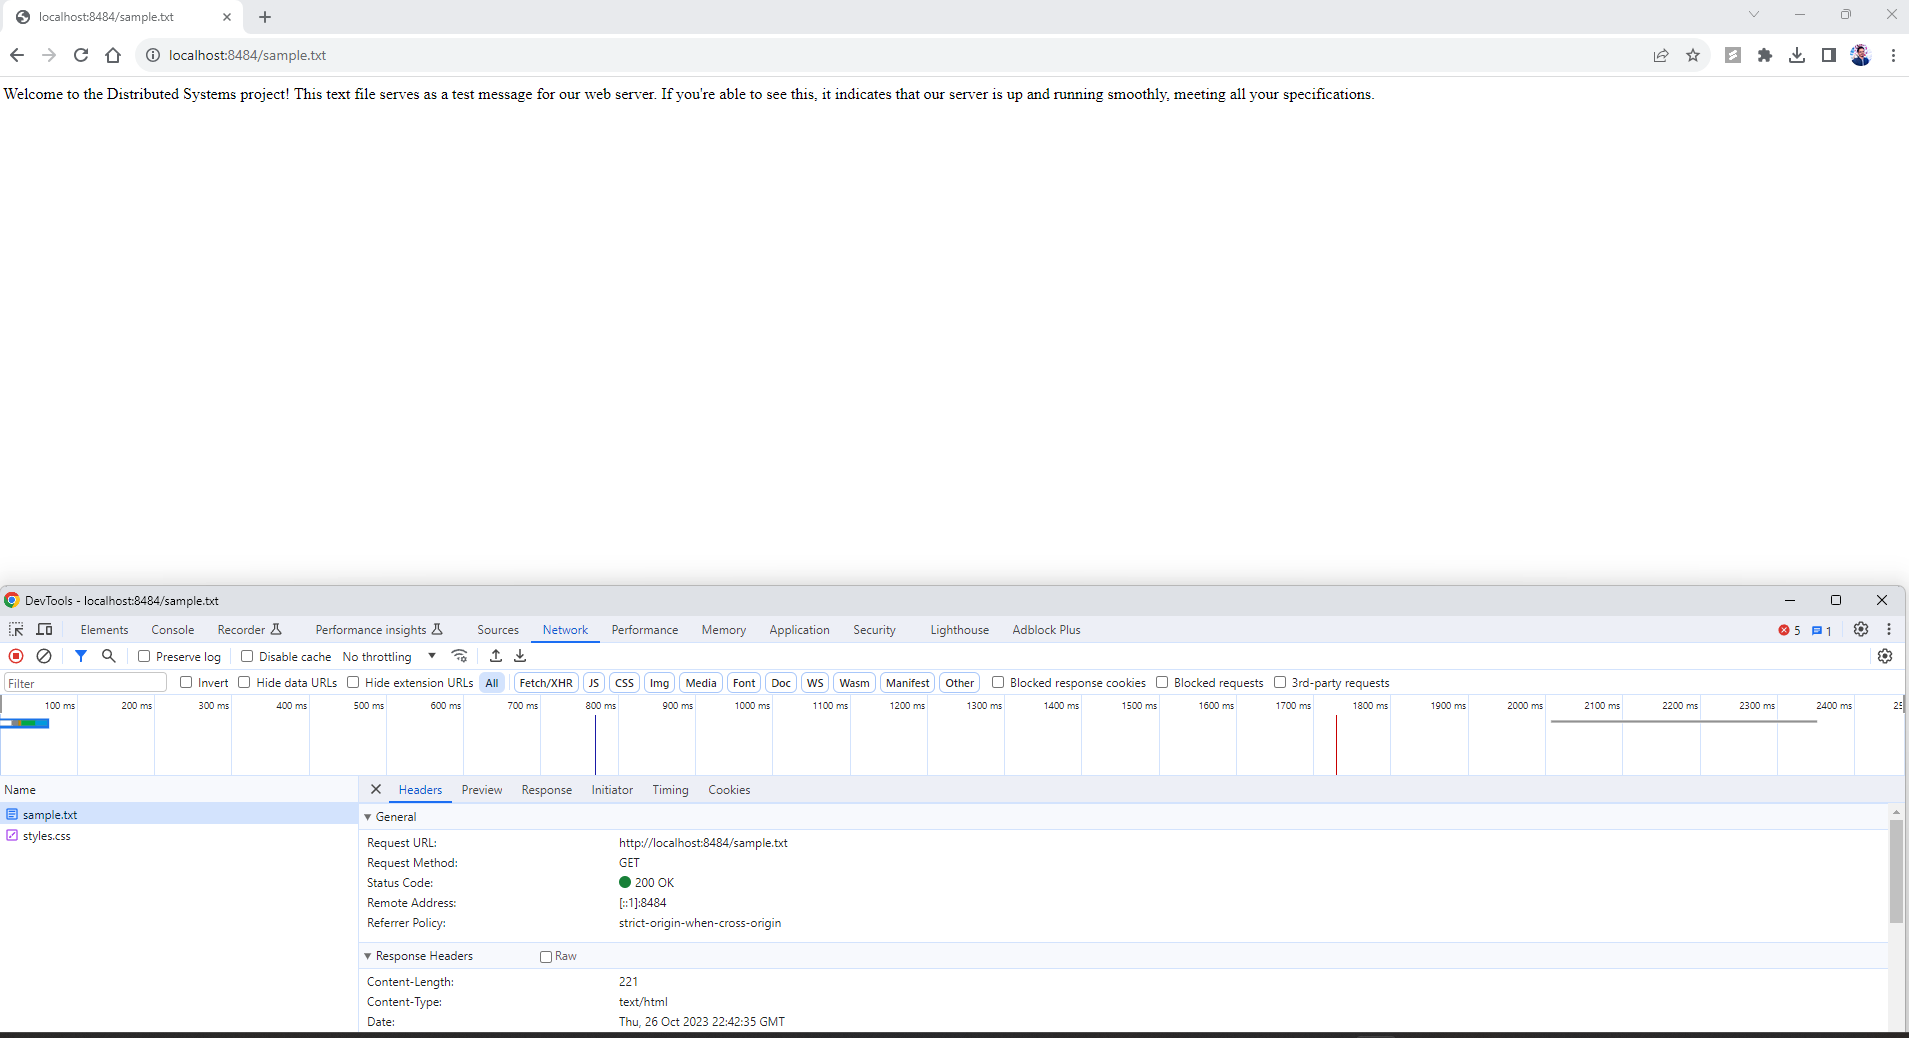 localhost:8484/sample.txt
localhost:8484/sample.txt
Welcome to the Distributed Systems project! This text file serves as a test message for our web server. If you're able to see this, it indicates that our server is up and running smoothly, meeting all your specifications.
DevTools - localhost:8484/sample.txt
Elements Console Recorder Performance insights Sources Network Performance Memory Application Security Lighthouse Adblock Plus 5 1
Preserve log Disable cache No throttling
Filter Invert Hide data URLs Hide extension URLs All Fetch/XHR JS CSS Img Media Font Doc WS Wasm Manifest Other Blocked response cookies Blocked requests 3rd-party requests
100 ms 200 ms 300 ms 400 ms 500 ms 600 ms 700 ms 800 ms 900 ms 1000 ms 1100 ms 1200 ms 1300 ms 1400 ms 1500 ms 1600 ms 1700 ms 1800 ms 1900 ms 2000 ms 2100 ms 2200 ms 2300 ms 2400 ms
Name Headers Preview Response Initiator Timing Cookies
sample.txt
styles.css
General
Request URL: http://localhost:8484/sample.txt
Request Method: GET
Status Code: 200 OK
Remote Address: [::1]:8484
Referrer Policy: strict-origin-when-cross-origin
Response Headers Raw
Content-Length: 221
Content-Type: text/html
Date: Thu, 26 Oct 2023 22:42:35 GMT